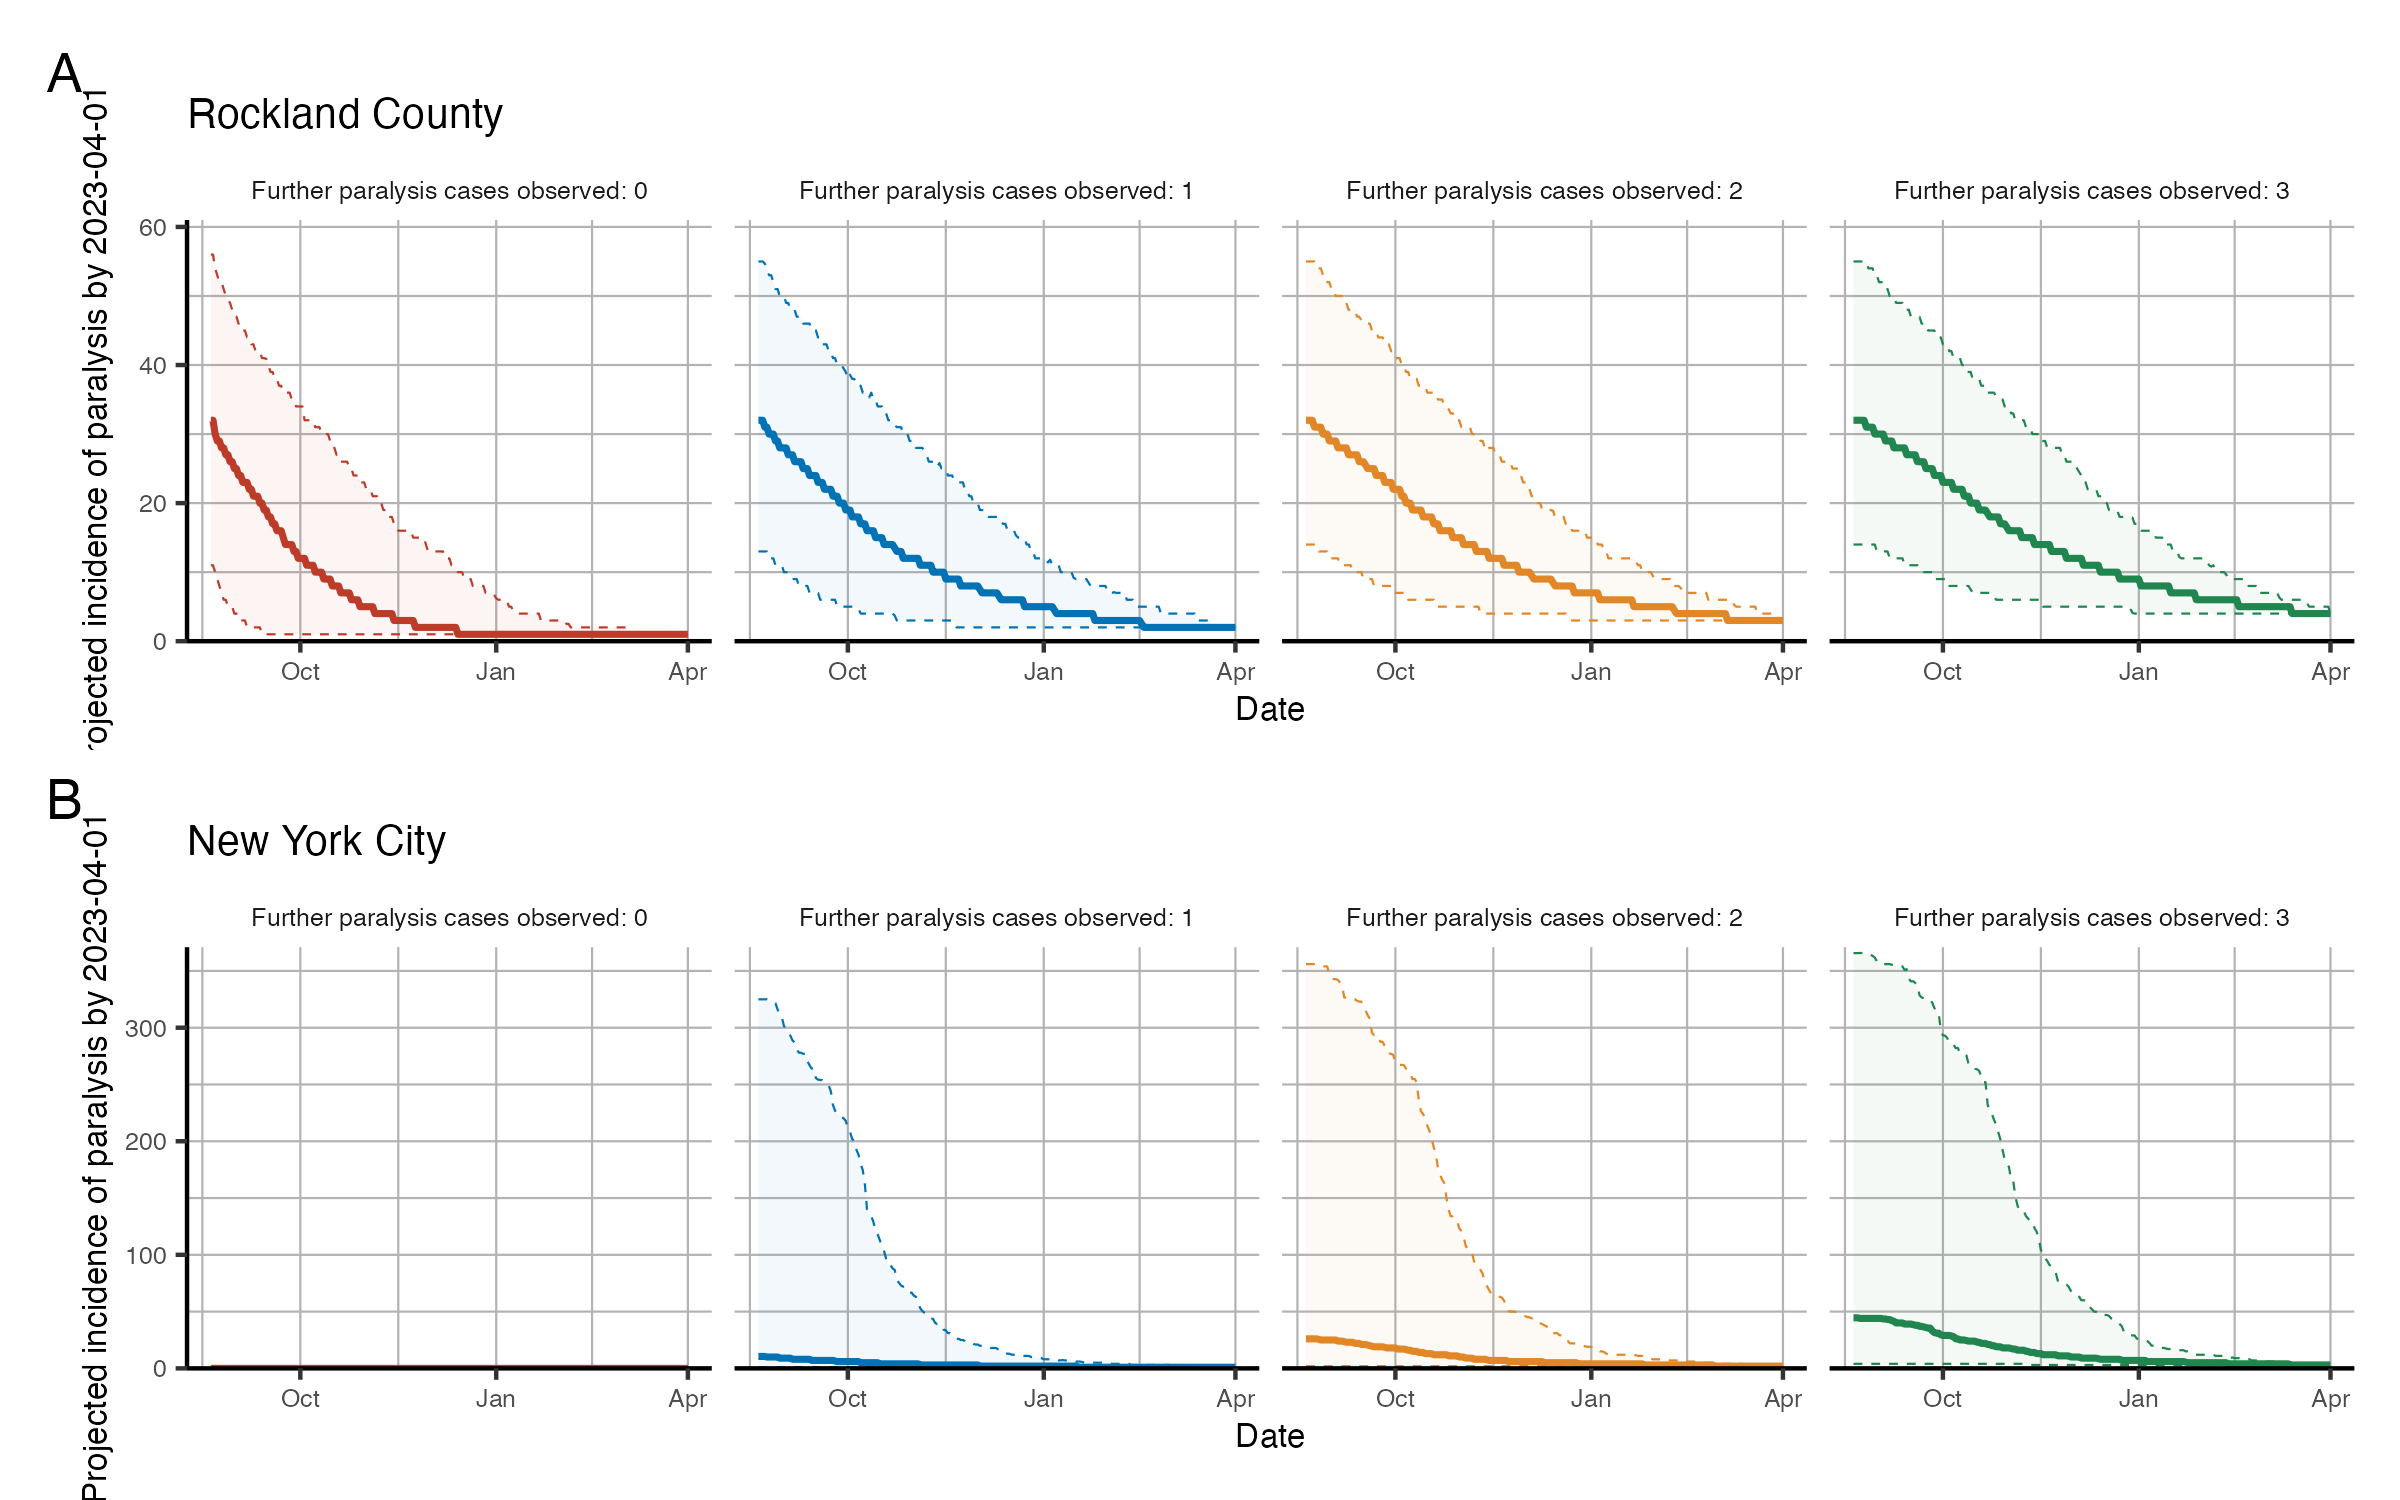 A
Rockland County
Further paralysis cases observed: 0
Further paralysis cases observed: 1
Further paralysis cases observed: 2
Further paralysis cases observed: 3
ojected incidence of paralysis by 2023-04-01
60
40
20
0
Oct Jan Apr
Oct Jan Apr
Oct Jan Apr
Oct Jan Apr
Date
B
New York City
Further paralysis cases observed: 0
Further paralysis cases observed: 1
Further paralysis cases observed: 2
Further paralysis cases observed: 3
Projected incidence of paralysis by 2023-04-01
300
200
100
0
Oct Jan Apr
Oct Jan Apr
Oct Jan Apr
Oct Jan Apr
Date